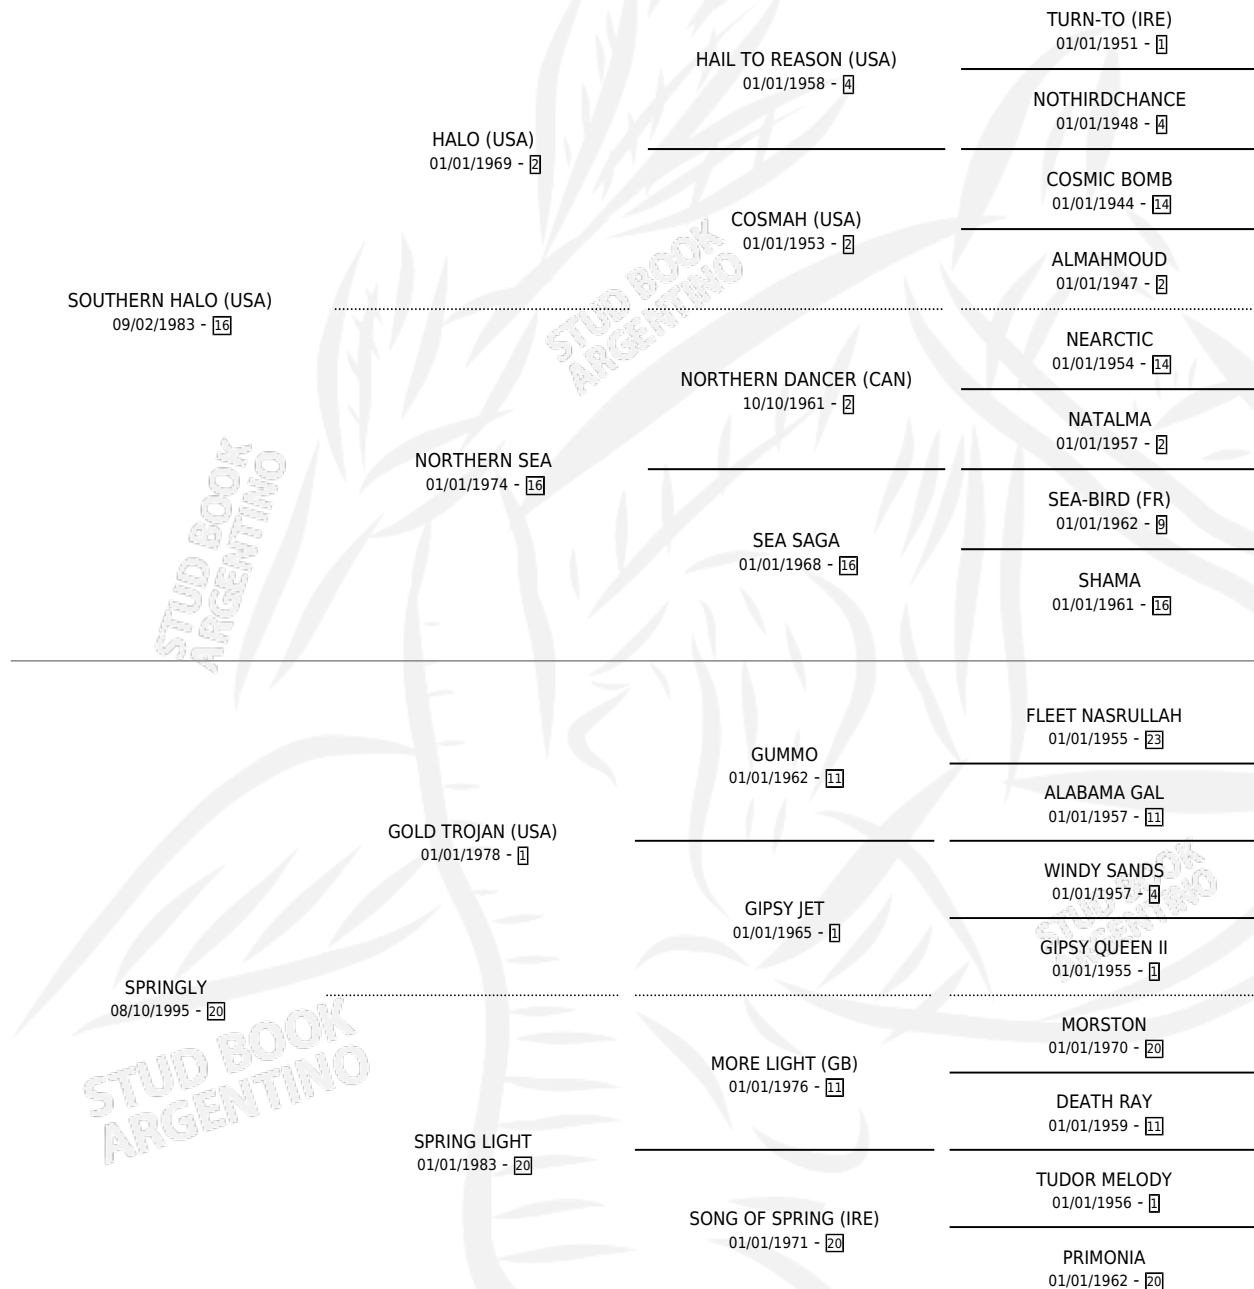 TURN-TO (IRE)
01/01/1951 - 1
HAIL TO REASON (USA)
01/01/1958 - 4
NOTHIRDCHANCE
01/01/1948 - 4
HALO (USA)
01/01/1969 - 2
COSMIC BOMB
01/01/1944 - 14
COSMAH (USA)
01/01/1953 - 2
ALMAHMOUD
01/01/1947 - 2
SOUTHERN HALO (USA)
09/02/1983 - 16
STUD BOOK
ARGENTINO
NEARCTIC
01/01/1954 - 14
NORTHERN DANCER (CAN)
10/10/1961 - 2
NATALMA
01/01/1957 - 2
NORTHERN SEA
01/01/1974 - 16
SEA-BIRD (FR)
01/01/1962 - 9
SEA SAGA
01/01/1968 - 16
SHAMA
01/01/1961 - 16
STUD BOOK
ARGENTINO
FLEET NASRULLAH
01/01/1955 - 23
GUMMO
01/01/1962 - 11
ALABAMA GAL
01/01/1957 - 11
GOLD TROJAN (USA)
01/01/1978 - 1
WINDY SANDS
01/01/1957 - 4
GIPSY JET
01/01/1965 - 1
GIPSY QUEEN II
01/01/1955 - 1
STUD BOOK
ARGENTINO
SPRINGLY
08/10/1995 - 20
STUD BOOK
ARGENTINO
MORSTON
01/01/1970 - 20
MORE LIGHT (GB)
01/01/1976 - 11
DEATH RAY
01/01/1959 - 11
SPRING LIGHT
01/01/1983 - 20
TUDOR MELODY
01/01/1956 - 1
SONG OF SPRING (IRE)
01/01/1971 - 20
PRIMONIA
01/01/1962 - 20